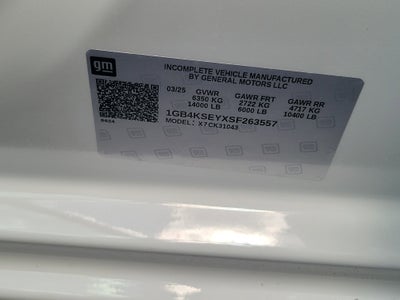 gm
INCOMPLETE VEHICLE MANUFACTURED
BY GENERAL MOTORS LLC
03/25 GVWR GAWR FRT GAWR RR
6350 KG 2722 KG 4717 KG
14000 LB 6000 LB 10400 LB
1GB4KSEYXSF263557
MODEL: X7CK31043